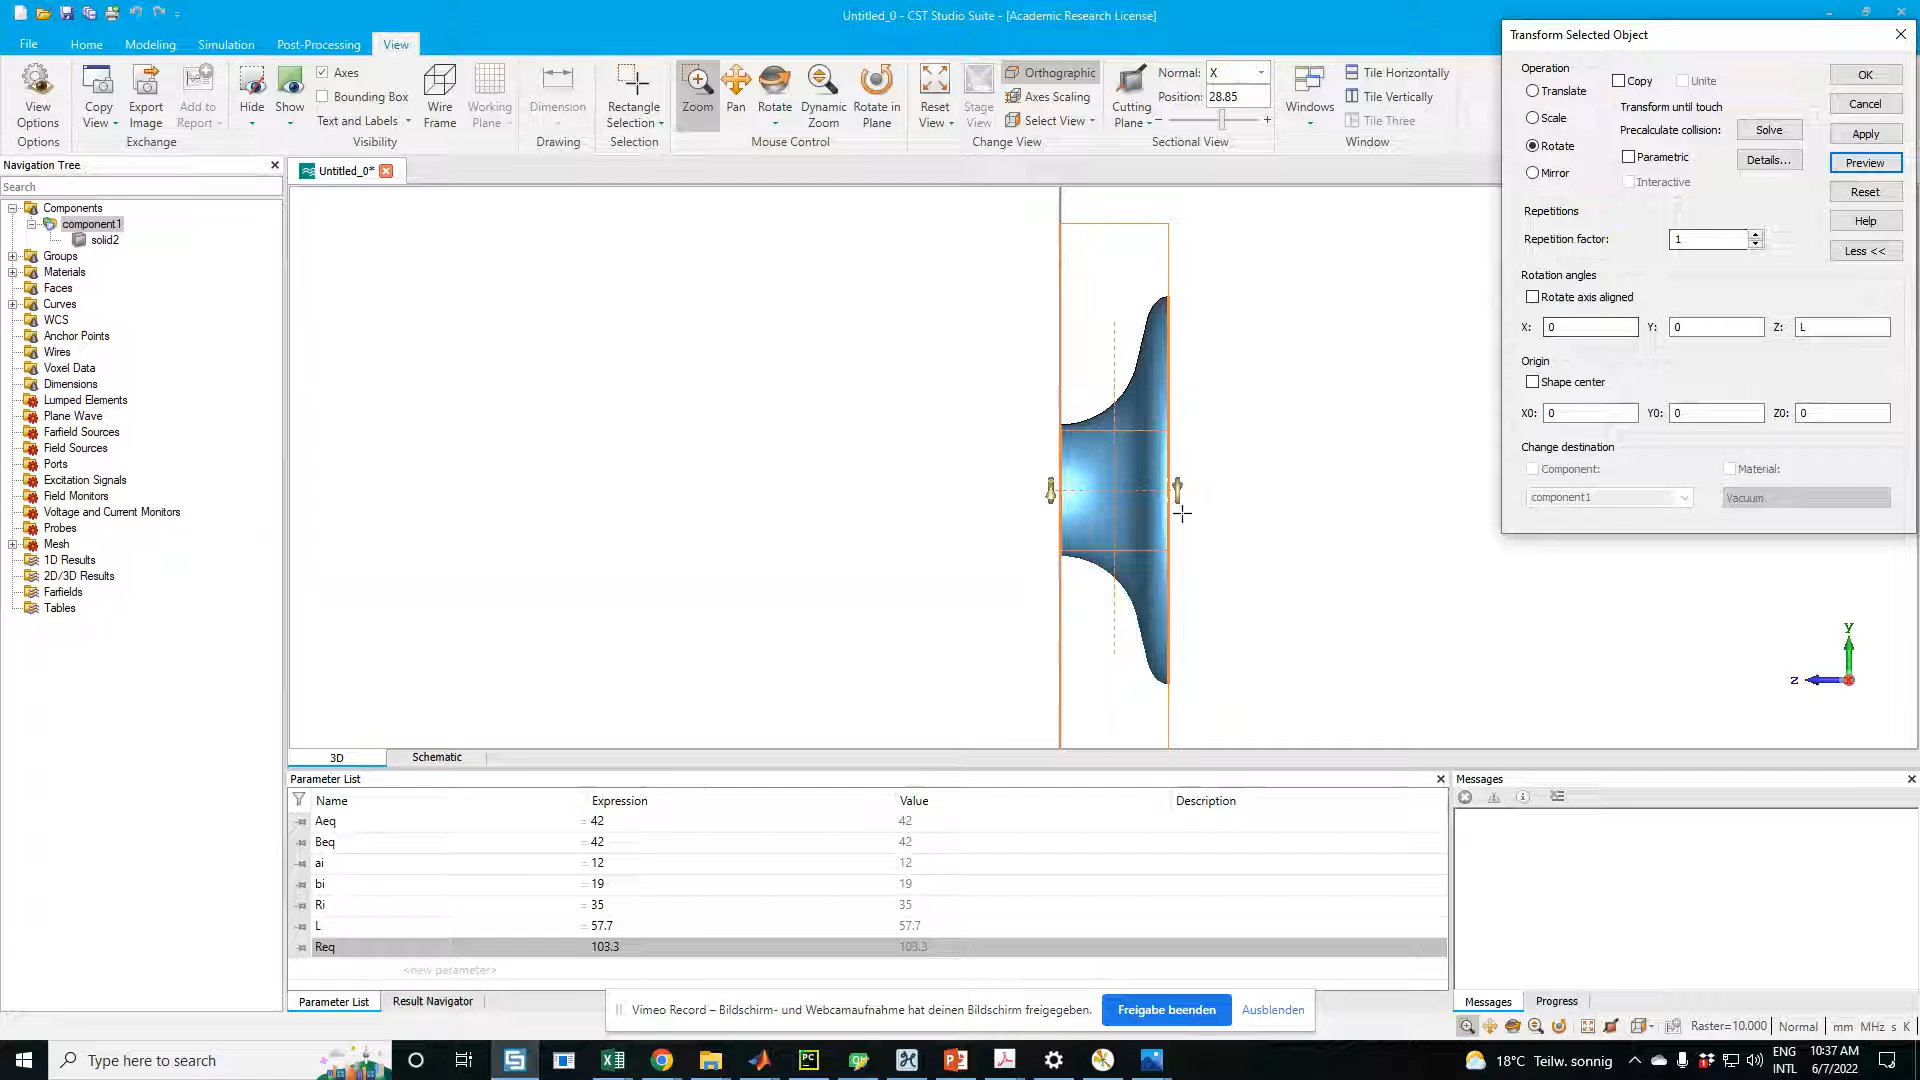 Untitled_0 - CST Studio Suite - [Academic Research License]
File
Home
Modeling
Simulation
Post-Processing
View
View Options
Options
Copy View
Export Image
Add to Report
Exchange
Hide
Show
Axes
Bounding Box
Text and Labels
Wire Frame
Working Plane
Visibility
Dimension
Drawing
Rectangle Selection
Selection
Zoom
Pan
Rotate
Dynamic Zoom
Rotate in Plane
Mouse Control
Reset View
Stage View
Orthographic
Axes Scaling
Select View
Change View
Cutting Plane
Normal: X
Position: 28.85
Sectional View
Windows
Tile Horizontally
Tile Vertically
Tile Three
Window
Navigation Tree
Search
Components
component1
solid2
Groups
Materials
Faces
Curves
WCS
Anchor Points
Wires
Voxel Data
Dimensions
Lumped Elements
Plane Wave
Farfield Sources
Field Sources
Ports
Excitation Signals
Field Monitors
Voltage and Current Monitors
Probes
Mesh
1D Results
2D/3D Results
Farfields
Tables
Untitled_0*
y
z
x
3D
Schematic
Transform Selected Object
Operation
Translate
Scale
Rotate
Mirror
Copy
Unite
Transform until touch
Precalculate collision:
Solve
Parametric
Details...
Interactive
OK
Cancel
Apply
Preview
Reset
Help
Less <<
Repetitions
Repetition factor: 1
Rotation angles
Rotate axis aligned
X: 0 Y: 0 Z: L
Origin
Shape center
X0: 0 Y0: 0 Z0: 0
Change destination
Component:
Material:
component1
Vacuum
Parameter List
Name Expression Value Description
Aeq = 42 42
Beq = 42 42
ai = 12 12
bi = 19 19
Ri = 35 35
L = 57.7 57.7
Req 103.3 103.3
<new parameter>
Parameter List
Result Navigator
Messages
Messages
Progress
Vimeo Record – Bildschirm- und Webcamaufnahme hat deinen Bildschirm freigegeben.
Freigabe beenden
Ausblenden
Raster=10.000 Normal mm MHz s K
Type here to search
PC
18°C Teilw. sonnig
ENG
INTL
10:37 AM
6/7/2022